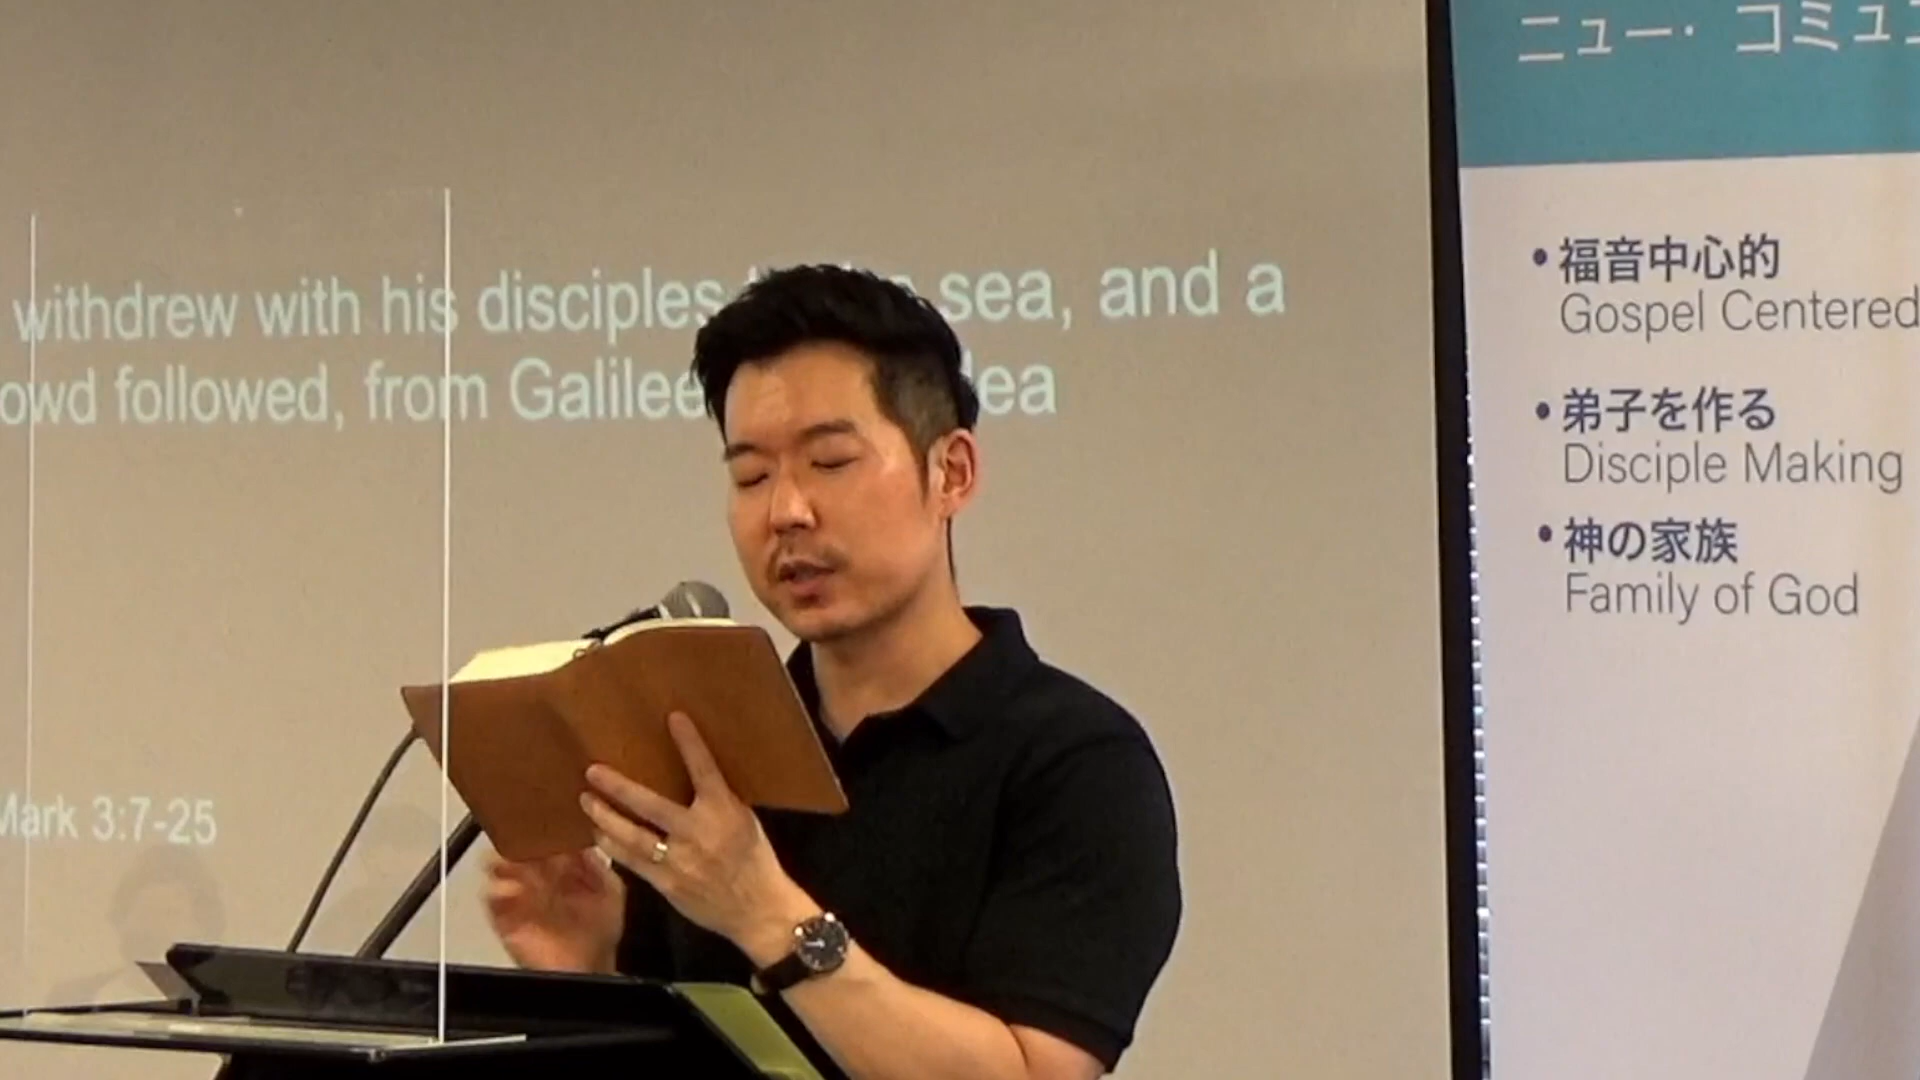 withdrew with his disciples sea, and a
followed, from Galilee
Mark 3:7-25
ニュー・コミュ
•福音中心的
Gospel Centered
•弟子を作る
Disciple Making
•神の家族
Family of God